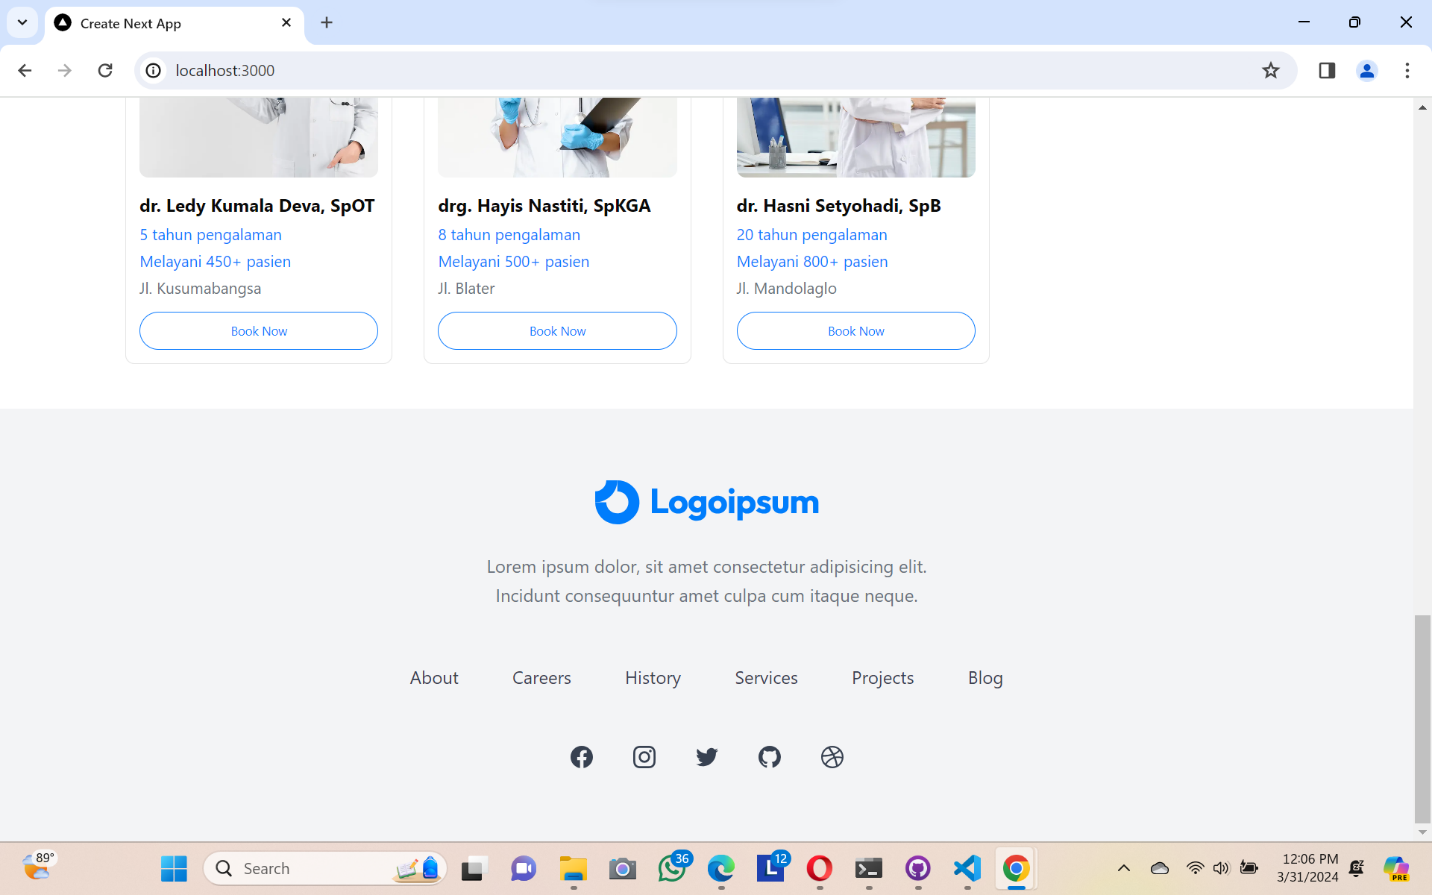 Create Next App
localhost:3000
dr. Ledy Kumala Deva, SpOT
5 tahun pengalaman
Melayani 450+ pasien
Jl. Kusumabangsa
Book Now
drg. Hayis Nastiti, SpKGA
8 tahun pengalaman
Melayani 500+ pasien
Jl. Blater
Book Now
dr. Hasni Setyohadi, SpB
20 tahun pengalaman
Melayani 800+ pasien
Jl. Mandolaglo
Book Now
Logoipsum
Lorem ipsum dolor, sit amet consectetur adipisicing elit.
Incidunt consequuntur amet culpa cum itaque neque.
About Careers History Services Projects Blog
89°
Search
36
L 12
12:06 PM
3/31/2024
PRE